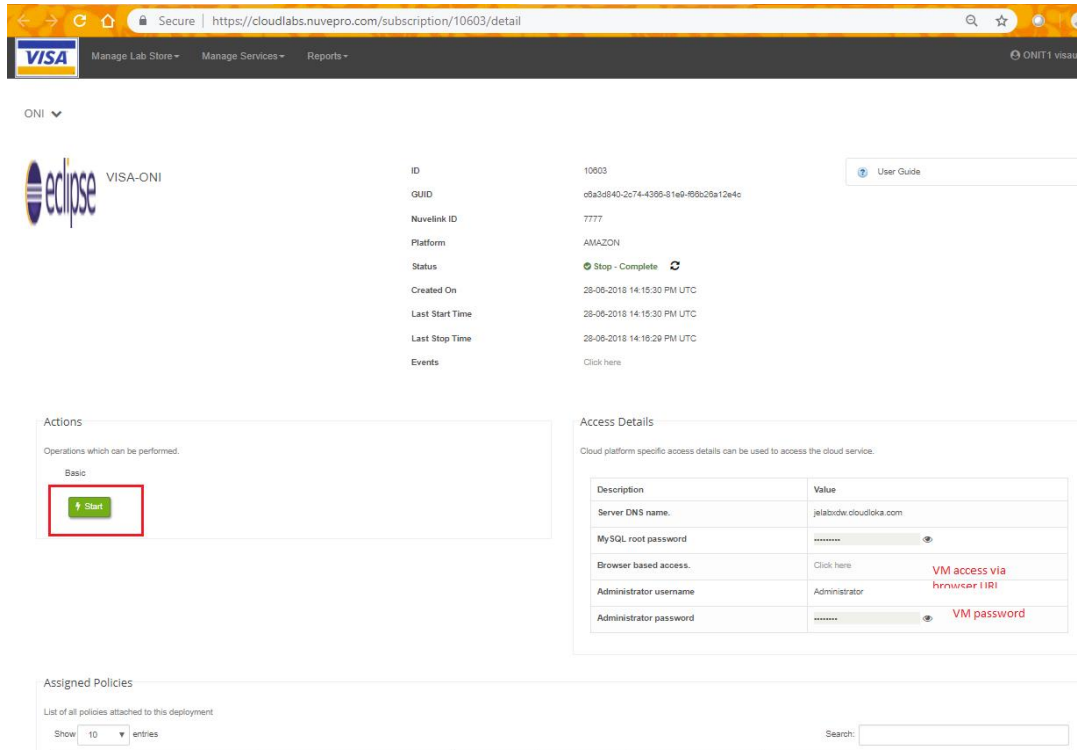 Secure | https://cloudlabs.nuvepro.com/subscription/10603/detail
VISA Manage Lab Store Manage Services Reports ONIT1 visau
ONI
eclipse VISA-ONI
ID 10603
User Guide
GUID c6a3d840-2c74-4366-81e9-f66b26a12e4c
Nuvelink ID 7777
Platform AMAZON
Status Stop - Complete
Created On 28-06-2018 14:15:30 PM UTC
Last Start Time 28-06-2018 14:15:30 PM UTC
Last Stop Time 28-06-2018 14:16:29 PM UTC
Events Click here
Actions
Operations which can be performed.
Basic
Start
Access Details
Cloud platform specific access details can be used to access the cloud service.
Description Value
Server DNS name. jelabxdw.cloudloka.com
MySQL root password ---------
Browser based access. Click here
VM access via
browser URL
Administrator username Administrator
Administrator password --------
VM password
Assigned Policies
List of all policies attached to this deployment
Show 10 entries Search: